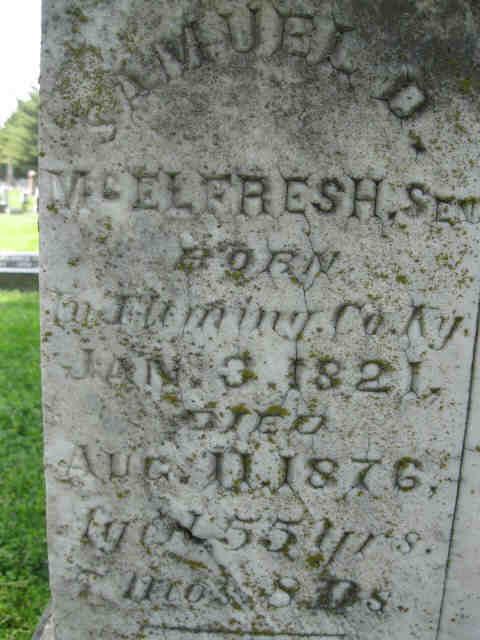 SAMUEL D.
McELFRESH, SEN
BORN
In Fliming, Co. Ky
JAN. 3. 1821,
DIED
AUG. 11, 1876,
Aged 55 yrs.
7 mos. 8 Ds